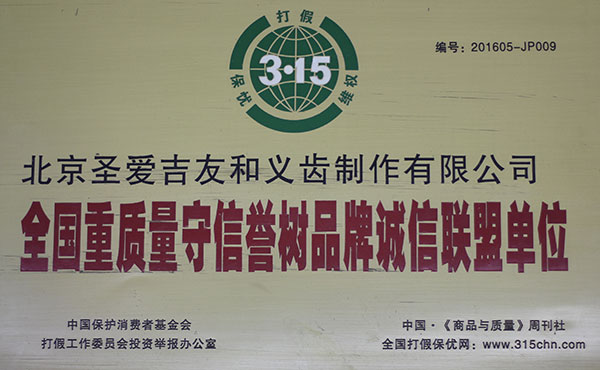 打假
保优
维权
3·15
编号：201605-JP009
北京圣爱吉友和义齿制作有限公司
全国重质量守信誉树品牌诚信联盟单位
中国保护消费者基金会
打假工作委员会投资举报办公室
中国·《商品与质量》周刊社
全国打假保优网：www.315chn.com